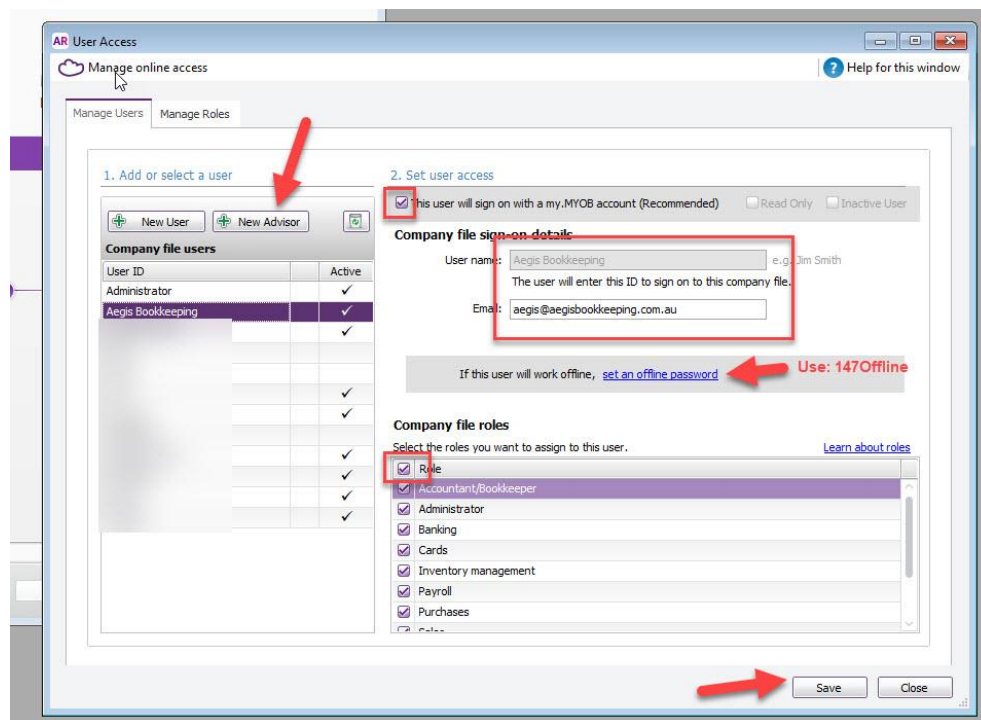 AR User Access
Manage online access
Help for this window
Manage Users Manage Roles
1. Add or select a user
New User New Advisor
Company file users
User ID Active
Administrator
Aegis Bookkeeping
2. Set user access
This user will sign on with a my.MYOB account (Recommended) Read Only Inactive User
Company file sign-on details
User name: Aegis Bookkeeping e.g. Jim Smith
The user will enter this ID to sign on to this company file.
Email: aegis@aegisbookkeeping.com.au
If this user will work offline, set an offline password Use: 147Offline
Company file roles
Select the roles you want to assign to this user. Learn about roles
Role
Accountant/Bookkeeper
Administrator
Banking
Cards
Inventory management
Payroll
Purchases
Sales
Save Close